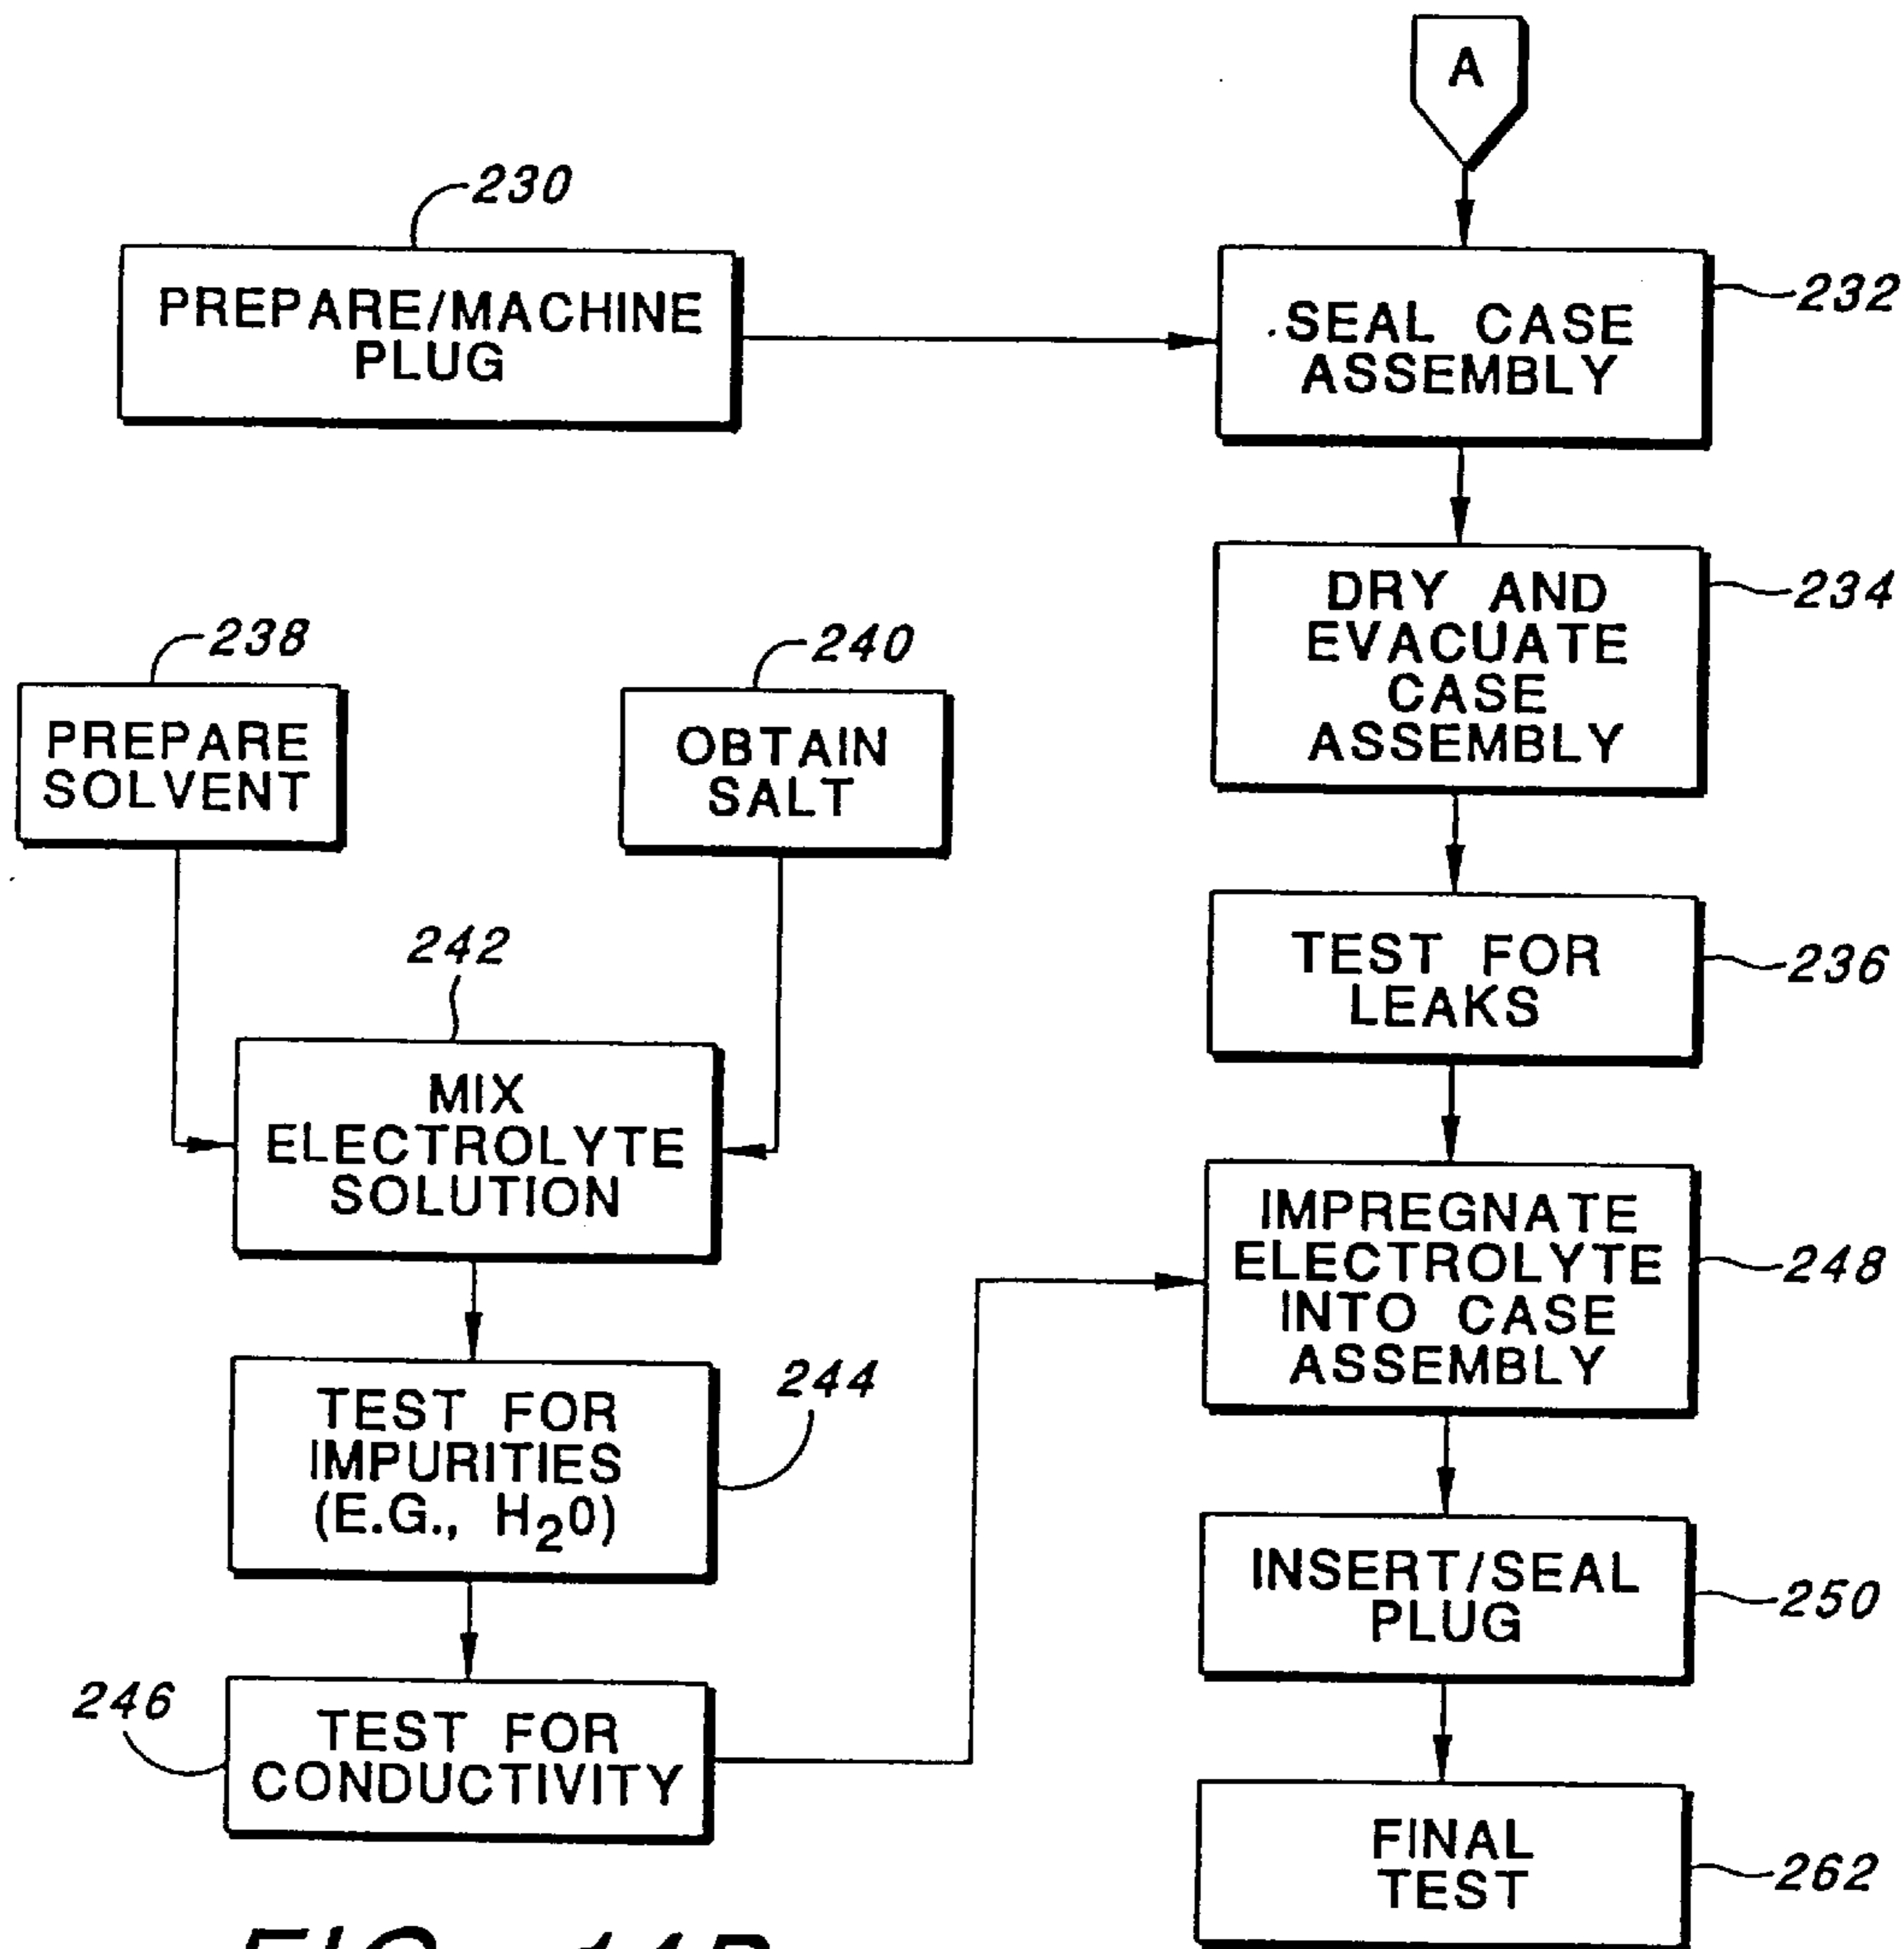 A
230
PREPARE/MACHINE
PLUG
.SEAL CASE
ASSEMBLY
232
DRY AND
EVACUATE
CASE
ASSEMBLY
234
238
PREPARE
SOLVENT
240
OBTAIN
SALT
TEST FOR
LEAKS
236
242
MIX
ELECTROLYTE
SOLUTION
IMPREGNATE
ELECTROLYTE
INTO CASE
ASSEMBLY
248
TEST FOR
IMPURITIES
(E.G., H₂0)
244
INSERT/SEAL
PLUG
250
246
TEST FOR
CONDUCTIVITY
FINAL
TEST
262